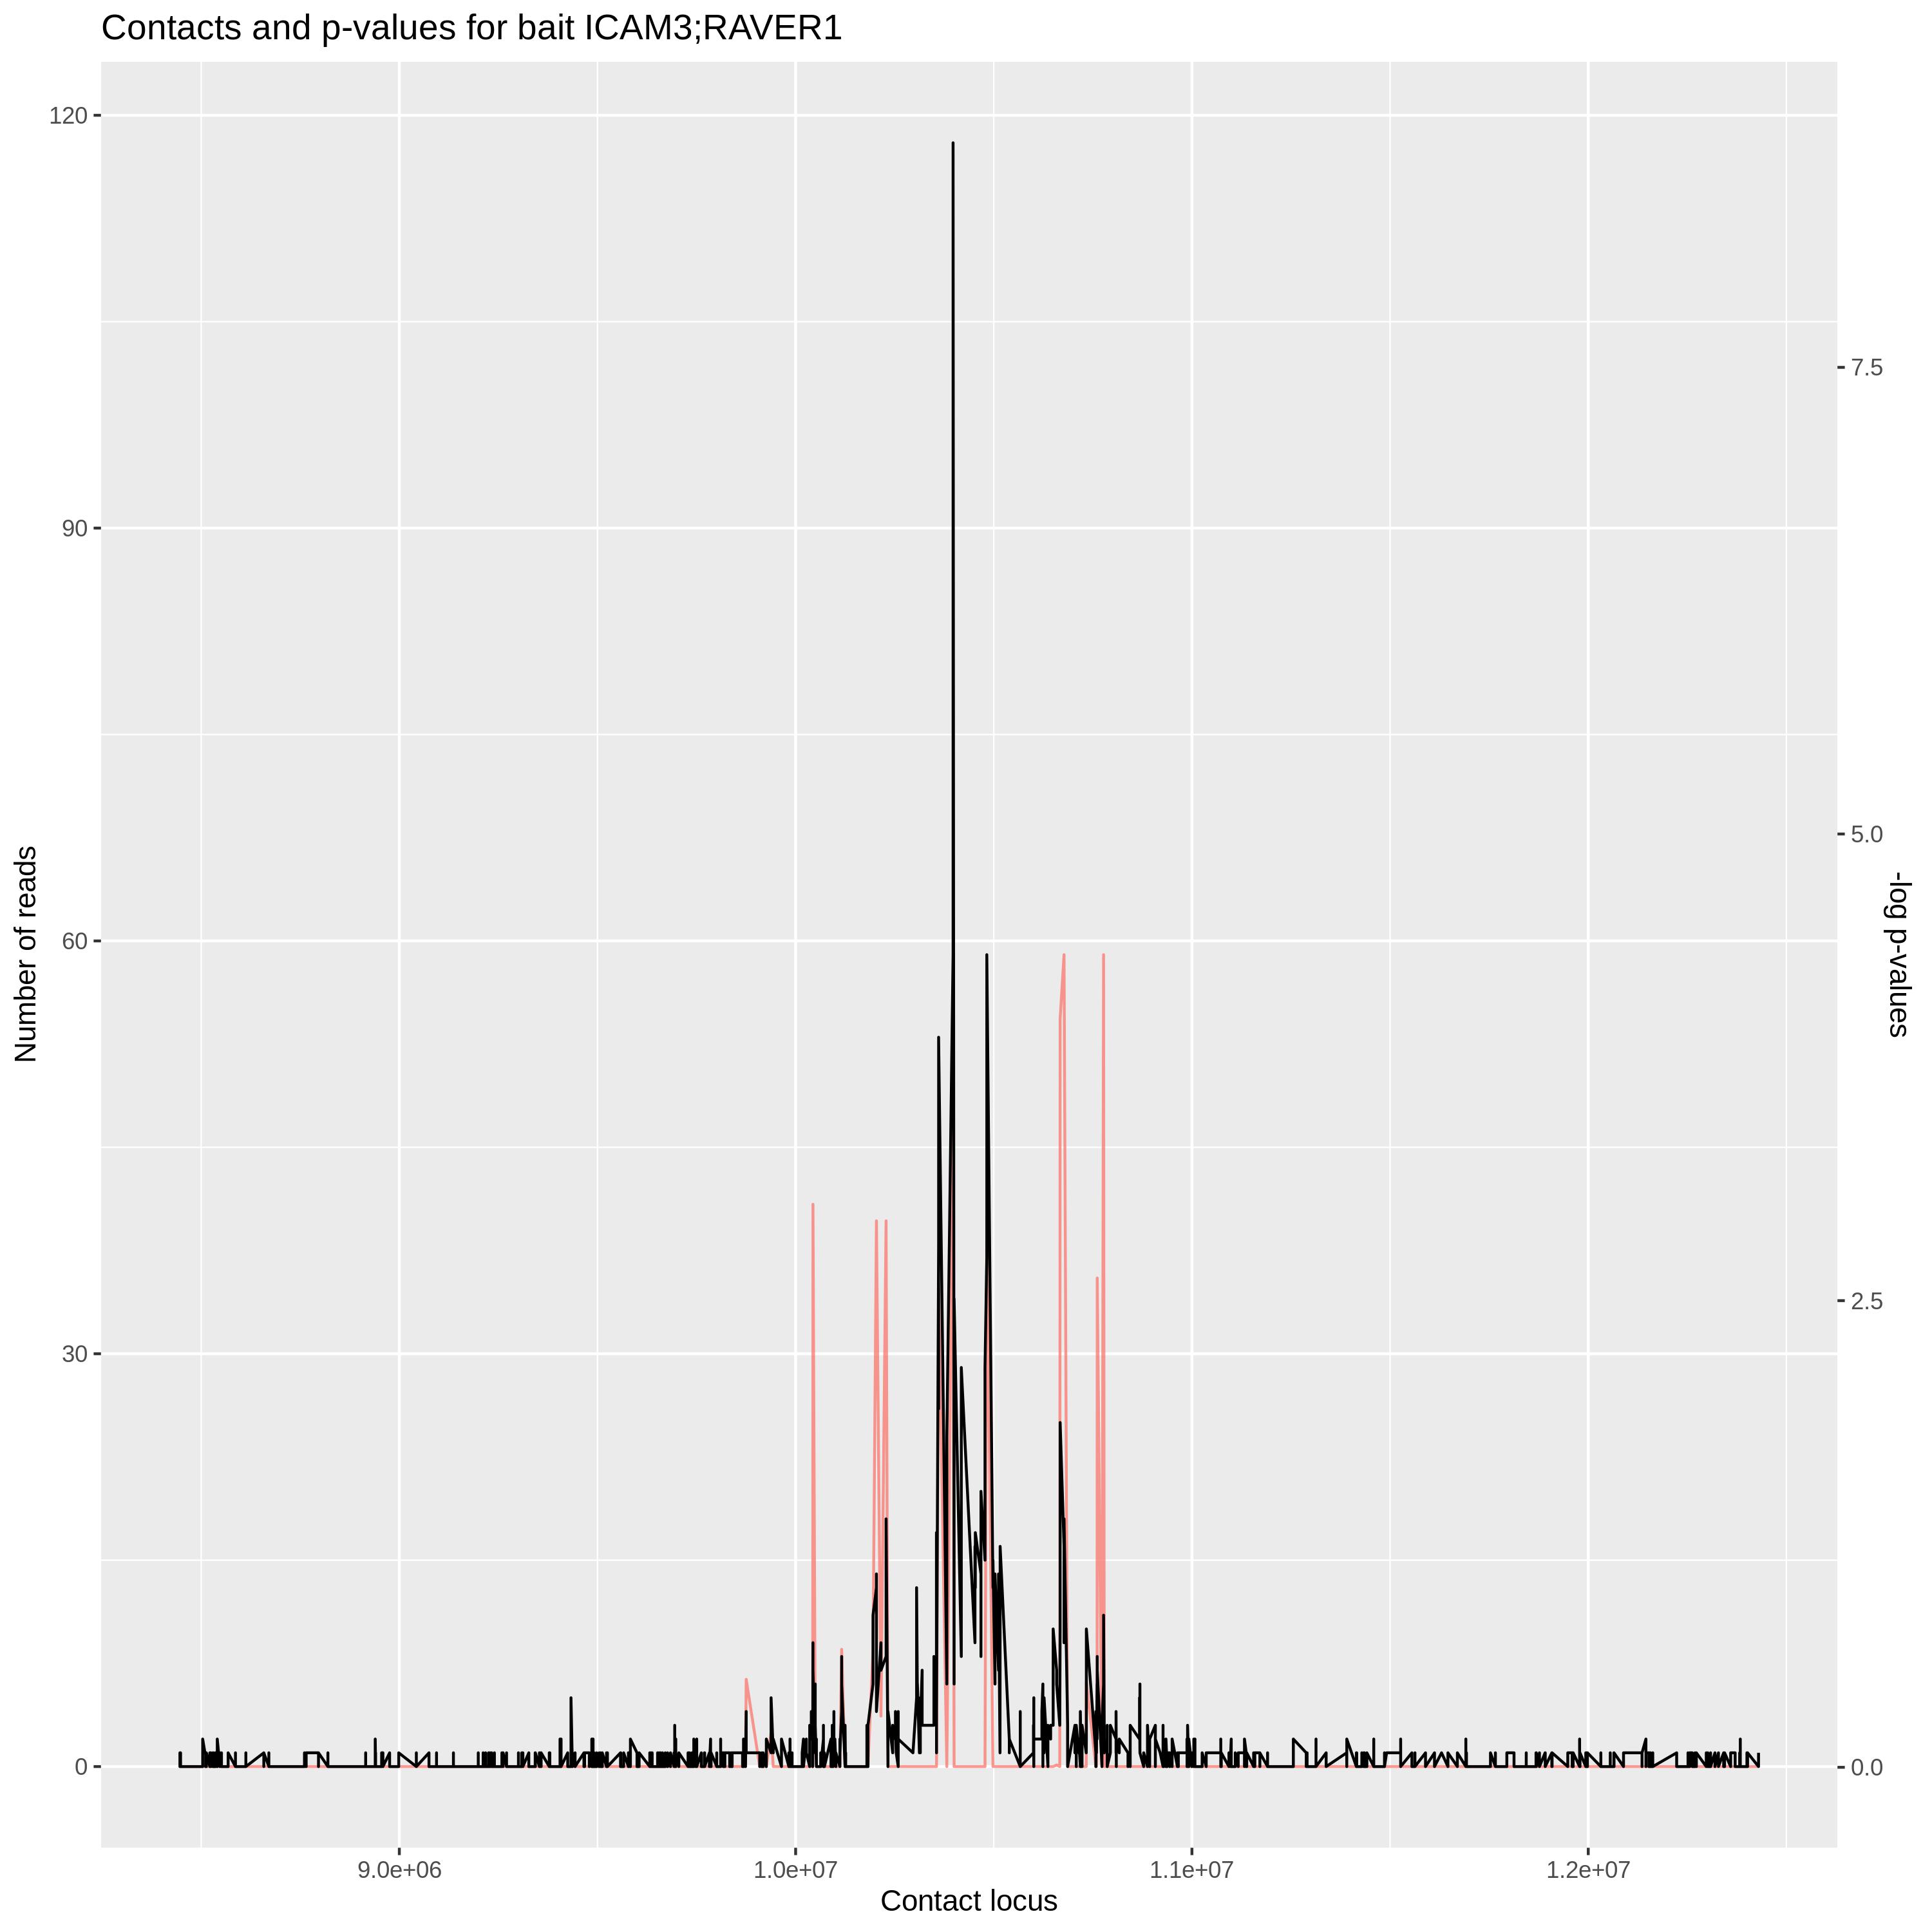 Contacts and p-values for bait ICAM3;RAVER1
120
90
60
30
0
Number of reads
7.5
5.0
2.5
0.0
-log p-values
9.0e+06
1.0e+07
1.1e+07
1.2e+07
Contact locus